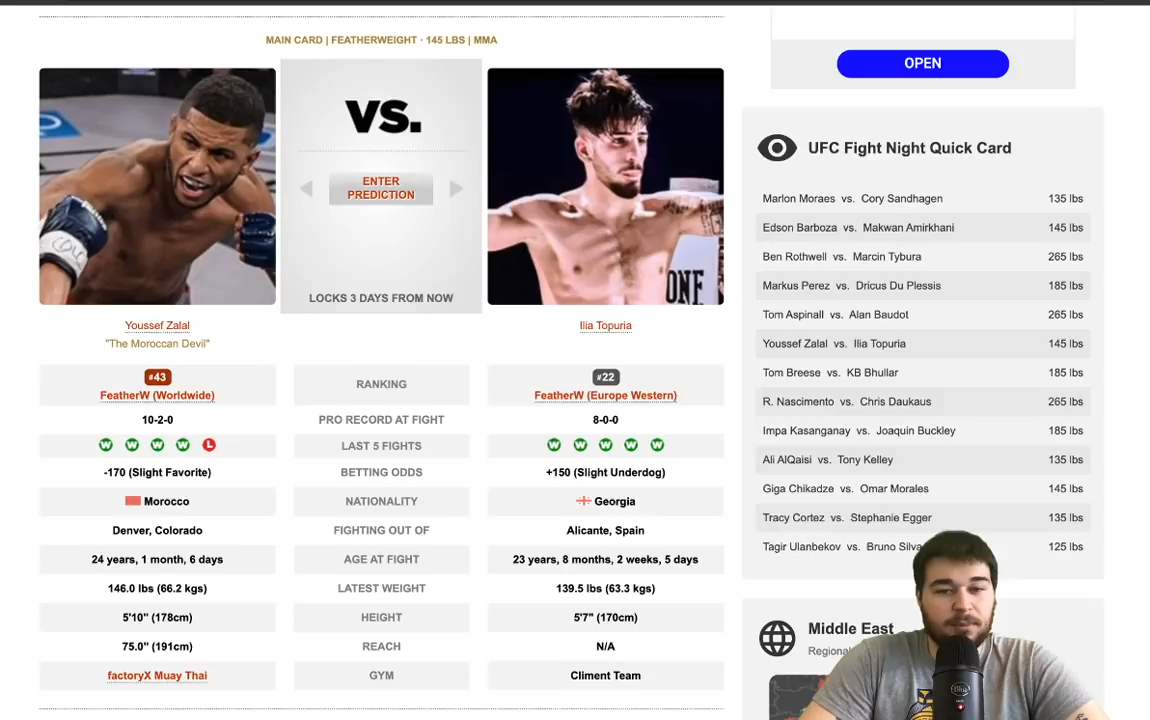 MAIN CARD | FEATHERWEIGHT · 145 LBS | MMA
VS.
ENTER
PREDICTION
LOCKS 3 DAYS FROM NOW
ONE
Youssef Zalal
"The Moroccan Devil"
Ilia Topuria
#43
FeatherW (Worldwide)
RANKING
#22
FeatherW (Europe Western)
10-2-0 PRO RECORD AT FIGHT 8-0-0
W W W W L LAST 5 FIGHTS W W W W W
-170 (Slight Favorite) BETTING ODDS +150 (Slight Underdog)
Morocco NATIONALITY Georgia
Denver, Colorado FIGHTING OUT OF Alicante, Spain
24 years, 1 month, 6 days AGE AT FIGHT 23 years, 8 months, 2 weeks, 5 days
146.0 lbs (66.2 kgs) LATEST WEIGHT 139.5 lbs (63.3 kgs)
5'10" (178cm) HEIGHT 5'7" (170cm)
75.0" (191cm) REACH N/A
factoryX Muay Thai GYM Climent Team
OPEN
UFC Fight Night Quick Card
Marlon Moraes vs. Cory Sandhagen 135 lbs
Edson Barboza vs. Makwan Amirkhani 145 lbs
Ben Rothwell vs. Marcin Tybura 265 lbs
Markus Perez vs. Dricus Du Plessis 185 lbs
Tom Aspinall vs. Alan Baudot 265 lbs
Youssef Zalal vs. Ilia Topuria 145 lbs
Tom Breese vs. KB Bhullar 185 lbs
R. Nascimento vs. Chris Daukaus 265 lbs
Impa Kasanganay vs. Joaquin Buckley 185 lbs
Ali AlQaisi vs. Tony Kelley 135 lbs
Giga Chikadze vs. Omar Morales 145 lbs
Tracy Cortez vs. Stephanie Egger 135 lbs
Tagir Ulanbekov vs. Bruno Silva 125 lbs
Middle East
Regional
Blue